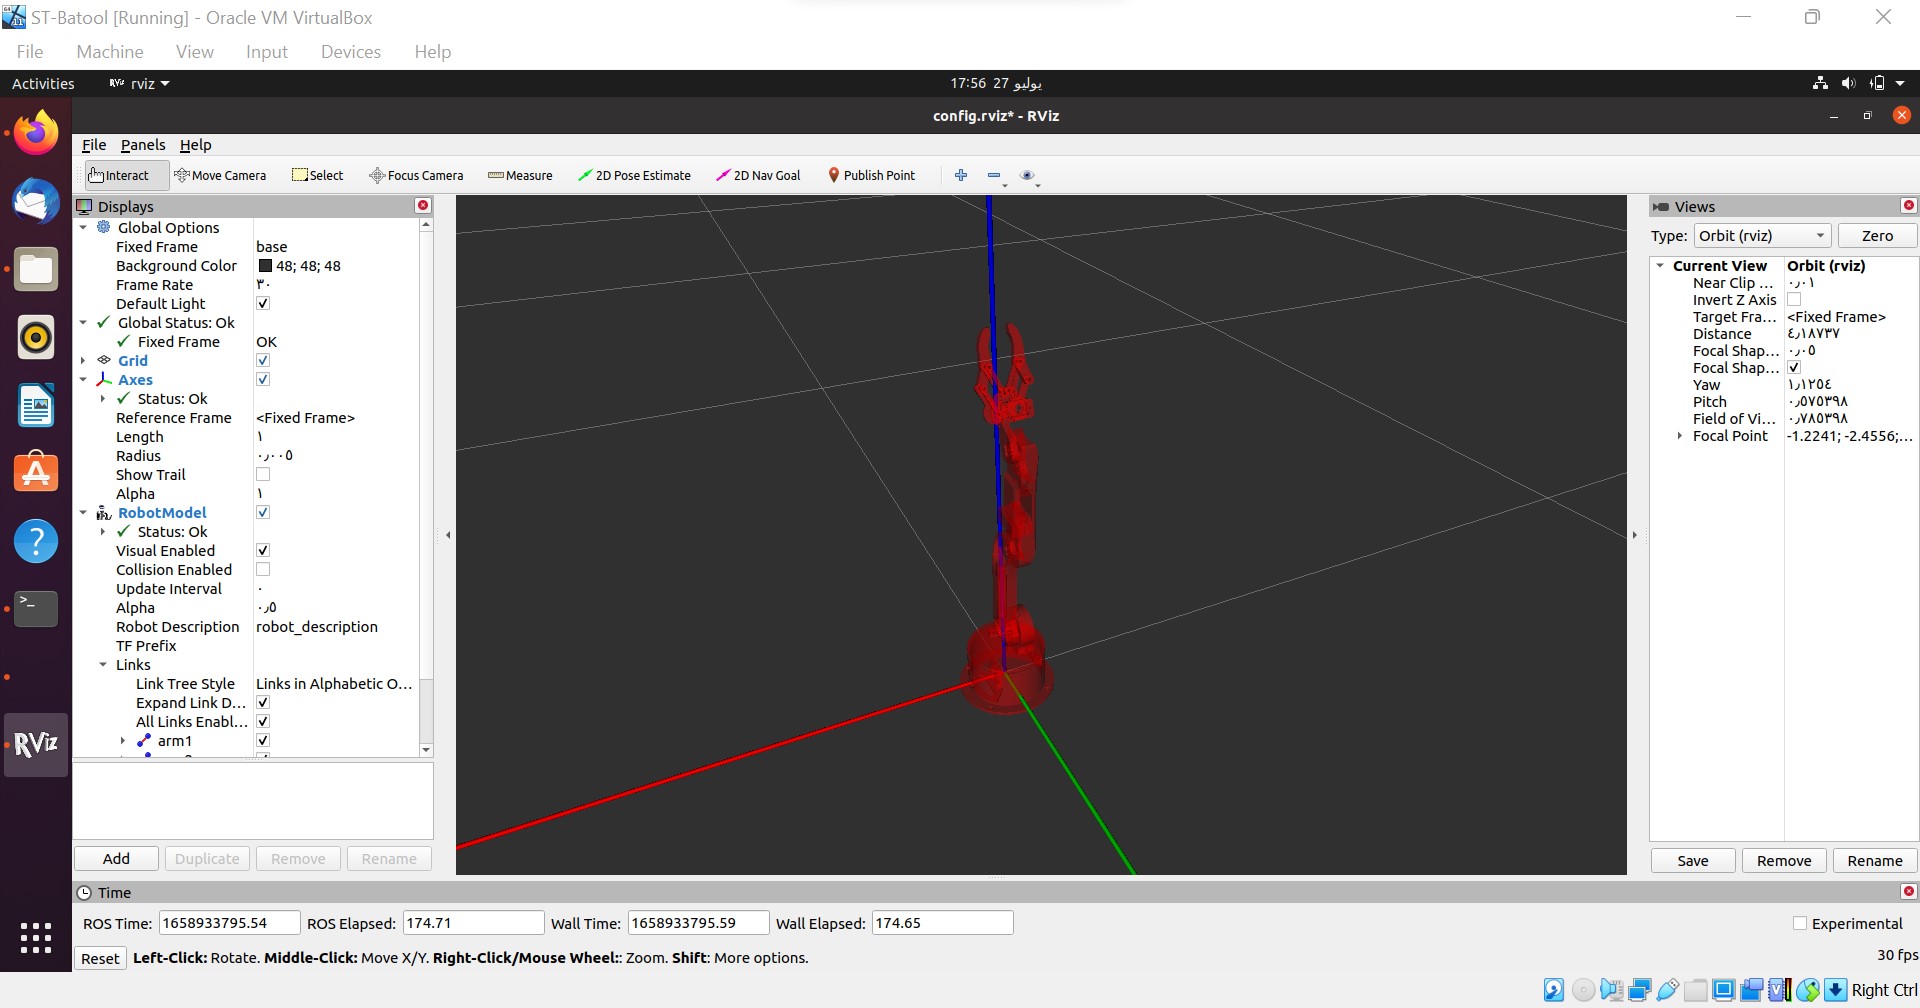 ST-Batool [Running] - Oracle VM VirtualBox
File Machine View Input Devices Help
Activities RViz rviz 17:56 27 يوليو
config.rviz* - RViz
File Panels Help
Interact Move Camera Select Focus Camera Measure 2D Pose Estimate 2D Nav Goal Publish Point
Displays
Global Options
Fixed Frame base
Background Color 48; 48; 48
Frame Rate ٣٠
Default Light
Global Status: Ok
Fixed Frame OK
Grid
Axes
Status: Ok
Reference Frame <Fixed Frame>
Length ١
Radius ٠٫٠٠٥
Show Trail
Alpha ١
RobotModel
Status: Ok
Visual Enabled
Collision Enabled
Update Interval ٠
Alpha ٠٫٥
Robot Description robot_description
TF Prefix
Links
Link Tree Style Links in Alphabetic O...
Expand Link D...
All Links Enabl...
arm1
Add Duplicate Remove Rename
Views
Type: Orbit (rviz) Zero
Current View Orbit (rviz)
Near Clip ... ٠٫٠١
Invert Z Axis
Target Fra... <Fixed Frame>
Distance ٤٫١٨٧٣٧
Focal Shap... ٠٫٠٥
Focal Shap...
Yaw ١٫١٢٥٤
Pitch ٠٫٥٧٥٣٩٨
Field of Vi... ٠٫٧٨٥٣٩٨
Focal Point -1.2241; -2.4556;...
Save Remove Rename
RViz
Time
ROS Time: 1658933795.54 ROS Elapsed: 174.71 Wall Time: 1658933795.59 Wall Elapsed: 174.65 Experimental
Reset Left-Click: Rotate. Middle-Click: Move X/Y. Right-Click/Mouse Wheel:: Zoom. Shift: More options. 30 fps
Right Ctrl